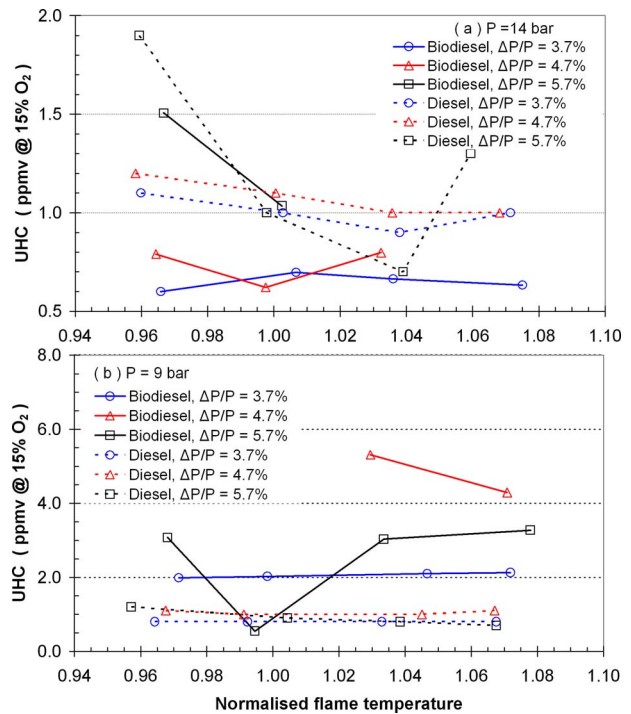 2.0
( a ) P =14 bar
Biodiesel, ΔP/P = 3.7%
Biodiesel, ΔP/P = 4.7%
Biodiesel, ΔP/P = 5.7%
Diesel, ΔP/P = 3.7%
Diesel, ΔP/P = 4.7%
Diesel, ΔP/P = 5.7%
UHC ( ppmv @ 15% O₂)
1.5
1.0
0.5
0.94 0.96 0.98 1.00 1.02 1.04 1.06 1.08 1.10
8.0
( b ) P = 9 bar
Biodiesel, ΔP/P = 3.7%
Biodiesel, ΔP/P = 4.7%
Biodiesel, ΔP/P = 5.7%
Diesel, ΔP/P = 3.7%
Diesel, ΔP/P = 4.7%
Diesel, ΔP/P = 5.7%
UHC ( ppmv @ 15% O₂)
6.0
4.0
2.0
0.0
0.94 0.96 0.98 1.00 1.02 1.04 1.06 1.08 1.10
Normalised flame temperature